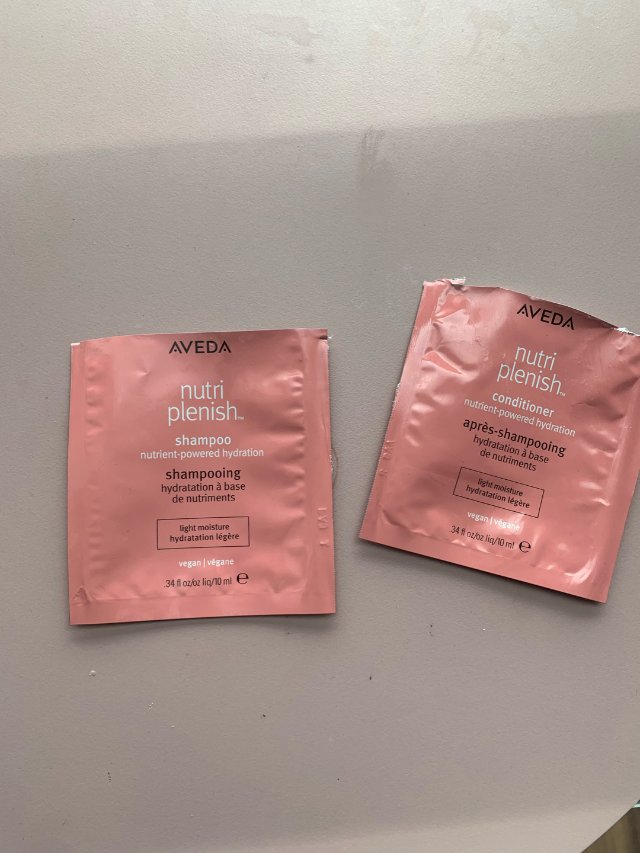 AVEDA
nutri
plenish™
shampoo
nutrient-powered hydration
shampooing
hydratation à base
de nutriments
light moisture
hydratation légère
vegan | végane
.34 fl oz/oz liq/10 ml ℮
AVEDA
nutri
plenish™
conditioner
nutrient-powered hydration
après-shampooing
hydratation à base
de nutriments
light moisture
hydratation légère
vegan | végane
.34 fl oz/oz liq/10 ml ℮